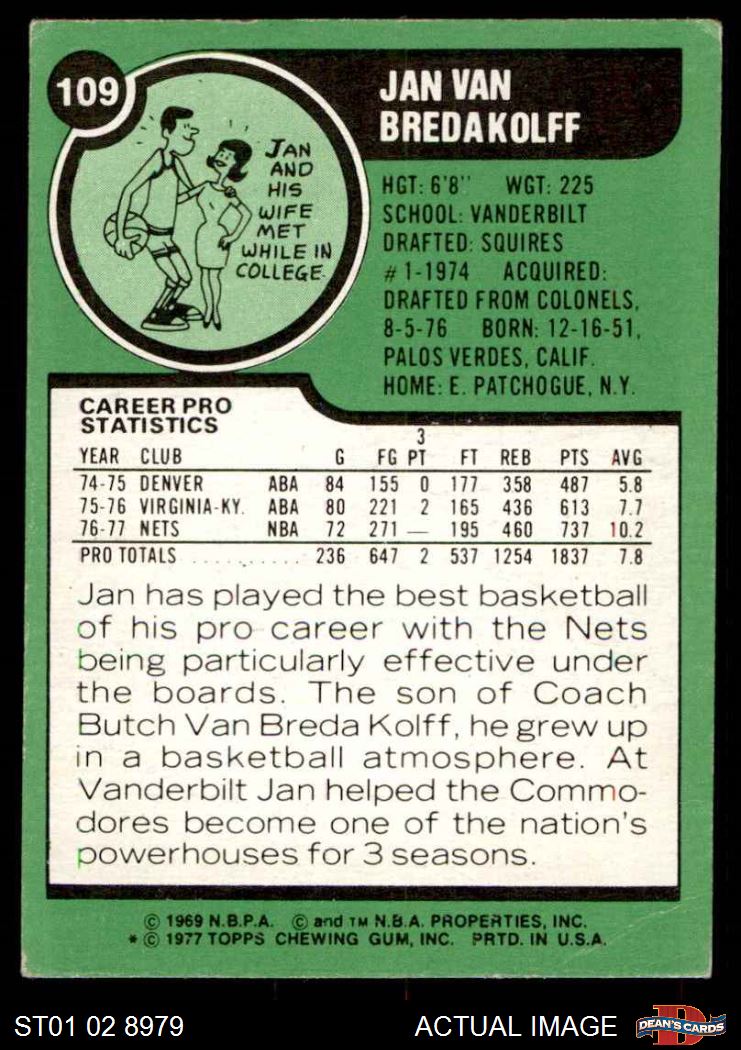 109
JAN VAN
BREDA KOLFF
JAN
AND
HIS
WIFE
MET
WHILE IN
COLLEGE.
HGT: 6'8" WGT: 225
SCHOOL: VANDERBILT
DRAFTED: SQUIRES
#1-1974 ACQUIRED:
DRAFTED FROM COLONELS,
8-5-76 BORN: 12-16-51,
PALOS VERDES, CALIF.
HOME: E. PATCHOGUE, N.Y.
CAREER PRO
STATISTICS
YEAR CLUB G FG 3 PT FT REB PTS AVG
74-75 DENVER ABA 84 155 0 177 358 487 5.8
75-76 VIRGINIA-KY. ABA 80 221 2 165 436 613 7.7
76-77 NETS NBA 72 271 — 195 460 737 10.2
PRO TOTALS .......... 236 647 2 537 1254 1837 7.8
Jan has played the best basketball
of his pro career with the Nets
being particularly effective under
the boards. The son of Coach
Butch Van Breda Kolff, he grew up
in a basketball atmosphere. At
Vanderbilt Jan helped the Commo-
dores become one of the nation's
powerhouses for 3 seasons.
© 1969 N.B.P.A. © and TM N.B.A. PROPERTIES, INC.
* © 1977 TOPPS CHEWING GUM, INC. PRTD. IN U.S.A.
ST01 02 8979
ACTUAL IMAGE
DEAN'S CARDS